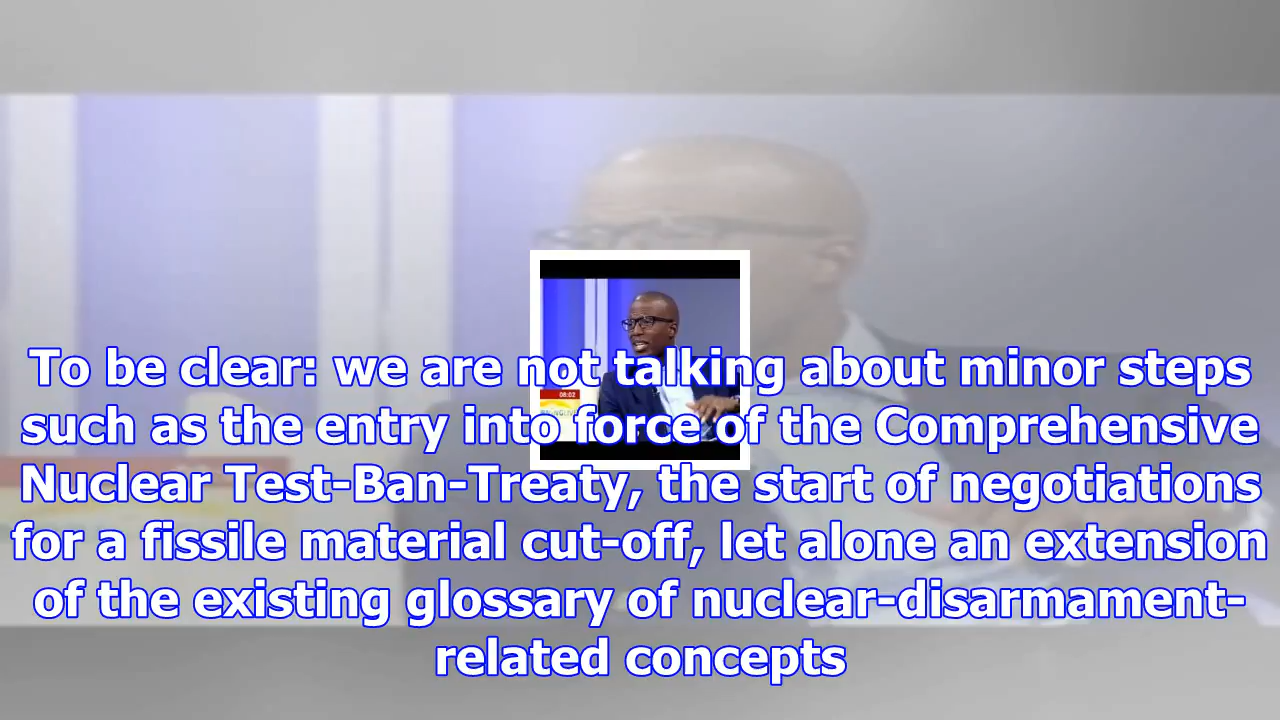 08:02
To be clear: we are not talking about minor steps
such as the entry into force of the Comprehensive
Nuclear Test-Ban-Treaty, the start of negotiations
for a fissile material cut-off, let alone an extension
of the existing glossary of nuclear-disarmament-
related concepts